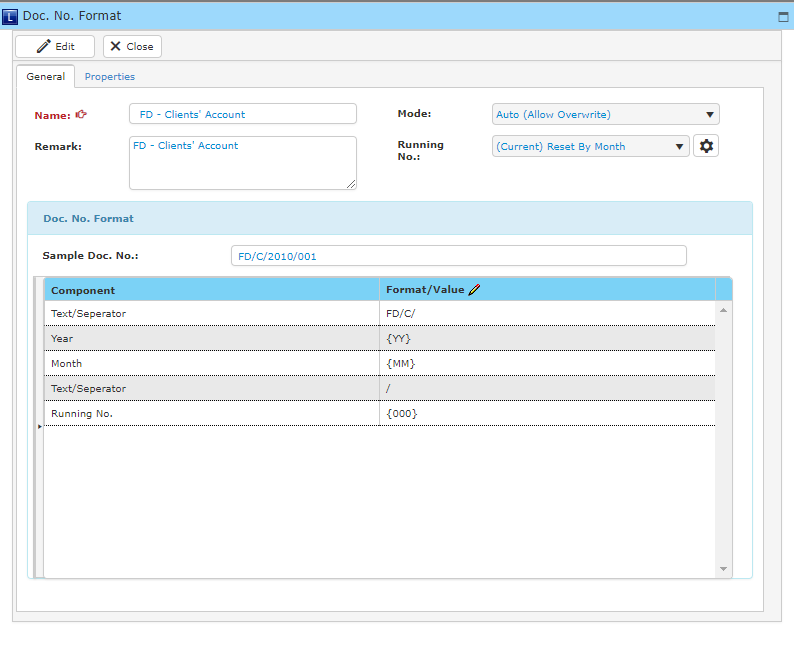 L Doc. No. Format
Edit Close
General Properties
Name: FD - Clients' Account Mode: Auto (Allow Overwrite)
Remark: FD - Clients' Account Running No.: (Current) Reset By Month
Doc. No. Format
Sample Doc. No.: FD/C/2010/001
Component Format/Value
Text/Seperator FD/C/
Year {YY}
Month {MM}
Text/Seperator /
Running No. {000}